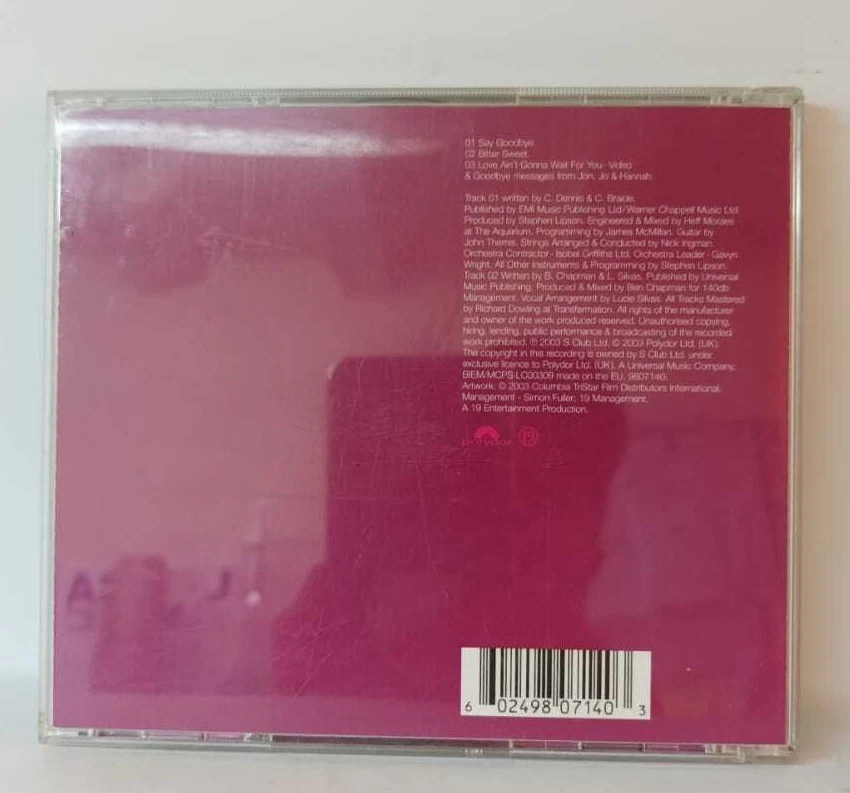 01 Say Goodbye.
02 Bitter Sweet.
03 Love Ain't Gonna Wait For You - Video
& Goodbye messages from Jon, Jo & Hannah.
Track 01 written by C. Dennis & C. Braide.
Published by EMI Music Publishing Ltd/Warner Chappell Music Ltd.
Produced by Stephen Lipson. Engineered & Mixed by Heff Moraes
at The Aquarium. Programming by James McMillan. Guitar by
John Themis. Strings Arranged & Conducted by Nick Ingman.
Orchestra Contractor - Isobel Griffiths Ltd. Orchestra Leader - Gavyn
Wright. All Other Instruments & Programming by Stephen Lipson.
Track 02 Written by B. Chapman & L. Silvas. Published by Universal
Music Publishing. Produced & Mixed by Ben Chapman for 140db
Management. Vocal Arrangement by Lucie Silvas. All Tracks Mastered
by Richard Dowling at Transfermation. All rights of the manufacturer
and owner of the work produced reserved. Unauthorised copying,
hiring, lending, public performance & broadcasting of the recorded
work prohibited. ℗ 2003 S Club Ltd. © 2003 Polydor Ltd. (UK).
The copyright in this recording is owned by S Club Ltd. under
exclusive licence to Polydor Ltd. (UK). A Universal Music Company.
BIEM/MCPS LC00309 made in the EU. 9807140.
Artwork: © 2003 Columbia TriStar Film Distributors International.
Management - Simon Fuller: 19 Management.
A 19 Entertainment Production.
polydor 19
6 02498 07140 3